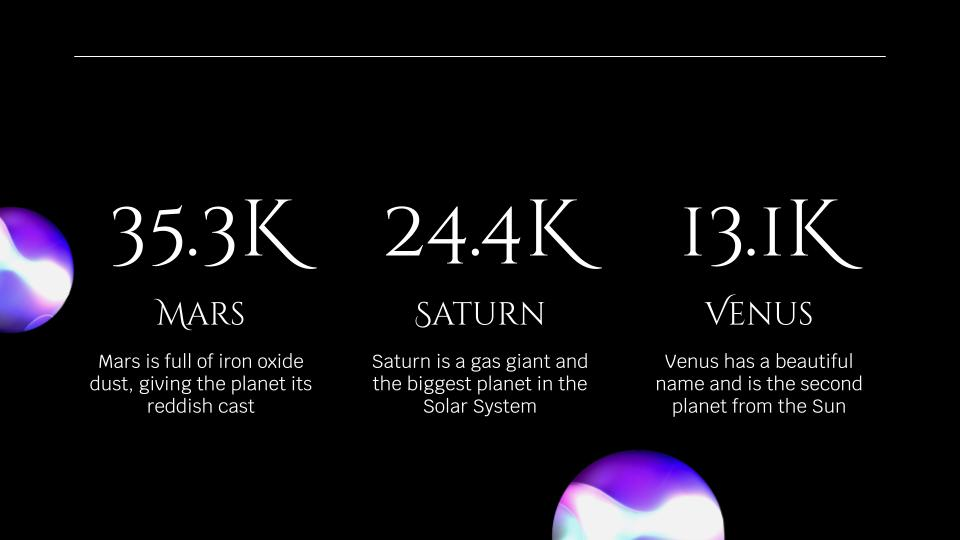 35.3K
24.4K
13.1K
Mars
Saturn
Venus
Mars is full of iron oxide
dust, giving the planet its
reddish cast
Saturn is a gas giant and
the biggest planet in the
Solar System
Venus has a beautiful
name and is the second
planet from the Sun